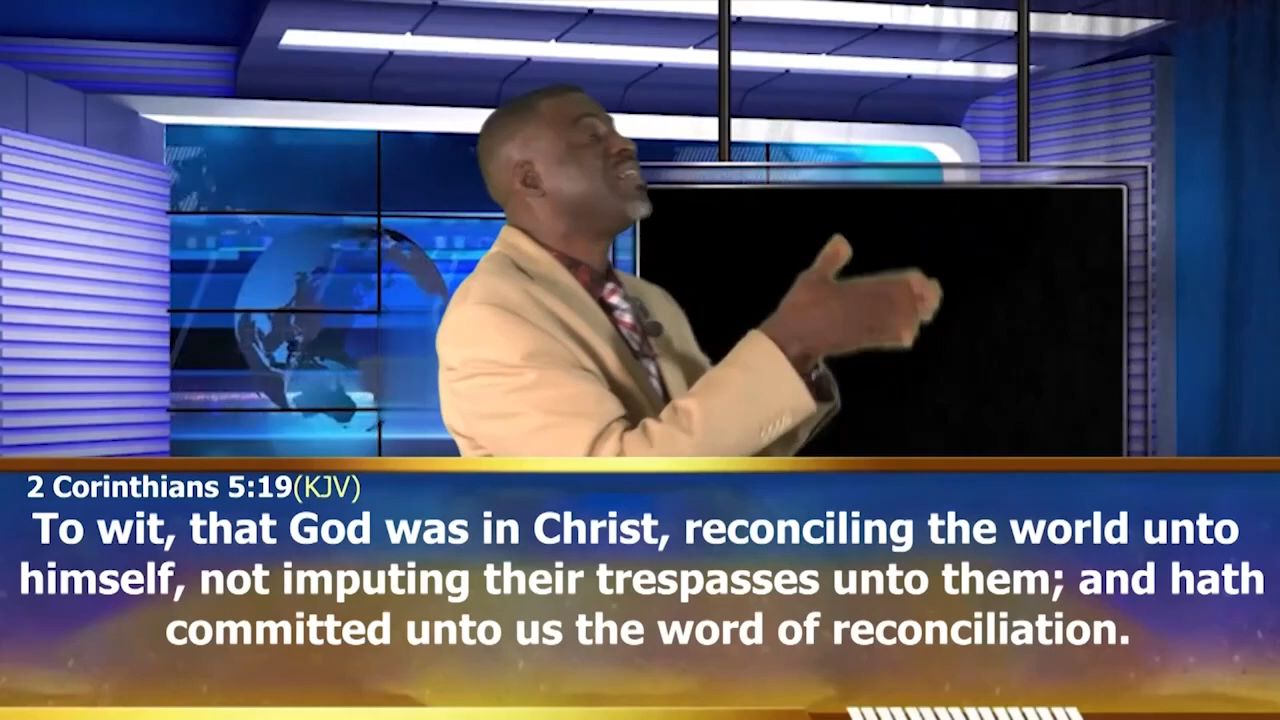 2 Corinthians 5:19(KJV)
To wit, that God was in Christ, reconciling the world unto
himself, not imputing their trespasses unto them; and hath
committed unto us the word of reconciliation.